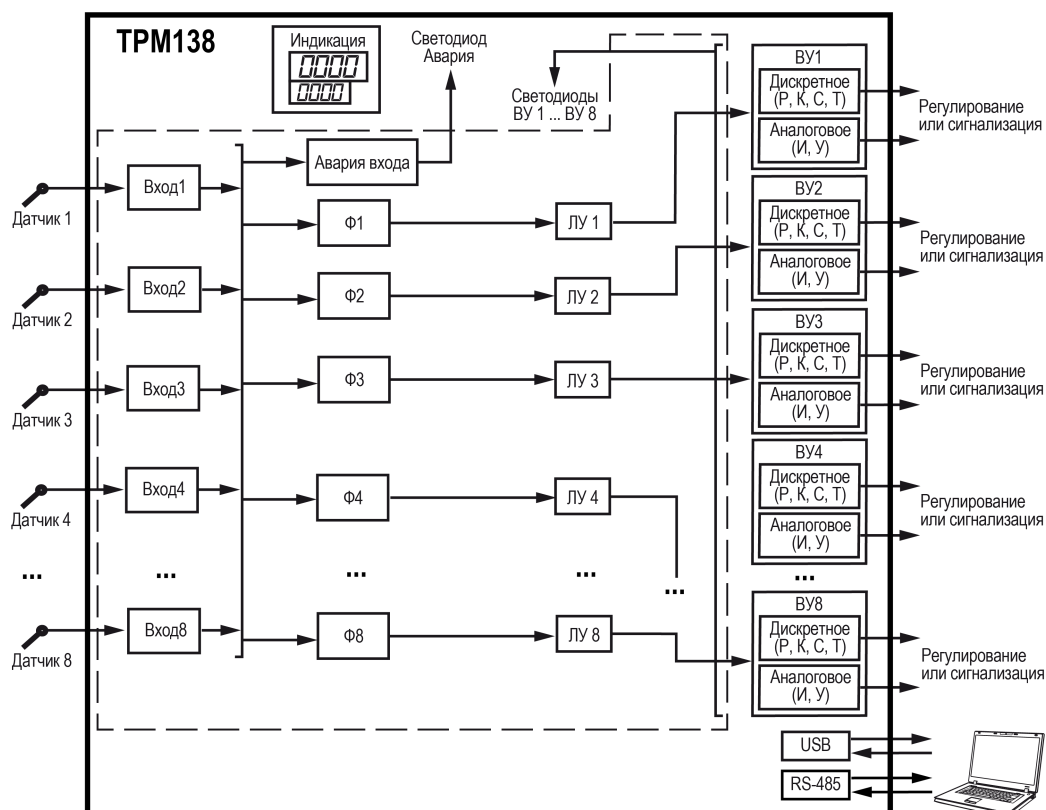 ТРМ138
Индикация
0000
0000
Светодиод
Авария
Светодиоды
ВУ 1 ... ВУ 8
Авария входа
Датчик 1
Вход1
Ф1
ЛУ 1
ВУ1
Дискретное
(Р, К, С, Т)
Аналоговое
(И, У)
Регулирование
или сигнализация
Датчик 2
Вход2
Ф2
ЛУ 2
ВУ2
Дискретное
(Р, К, С, Т)
Аналоговое
(И, У)
Регулирование
или сигнализация
Датчик 3
Вход3
Ф3
ЛУ 3
ВУ3
Дискретное
(Р, К, С, Т)
Аналоговое
(И, У)
Регулирование
или сигнализация
Датчик 4
Вход4
Ф4
ЛУ 4
ВУ4
Дискретное
(Р, К, С, Т)
Аналоговое
(И, У)
Регулирование
или сигнализация
... ... ... ... ... ...
Датчик 8
Вход8
Ф8
ЛУ 8
ВУ8
Дискретное
(Р, К, С, Т)
Аналоговое
(И, У)
Регулирование
или сигнализация
USB
RS-485